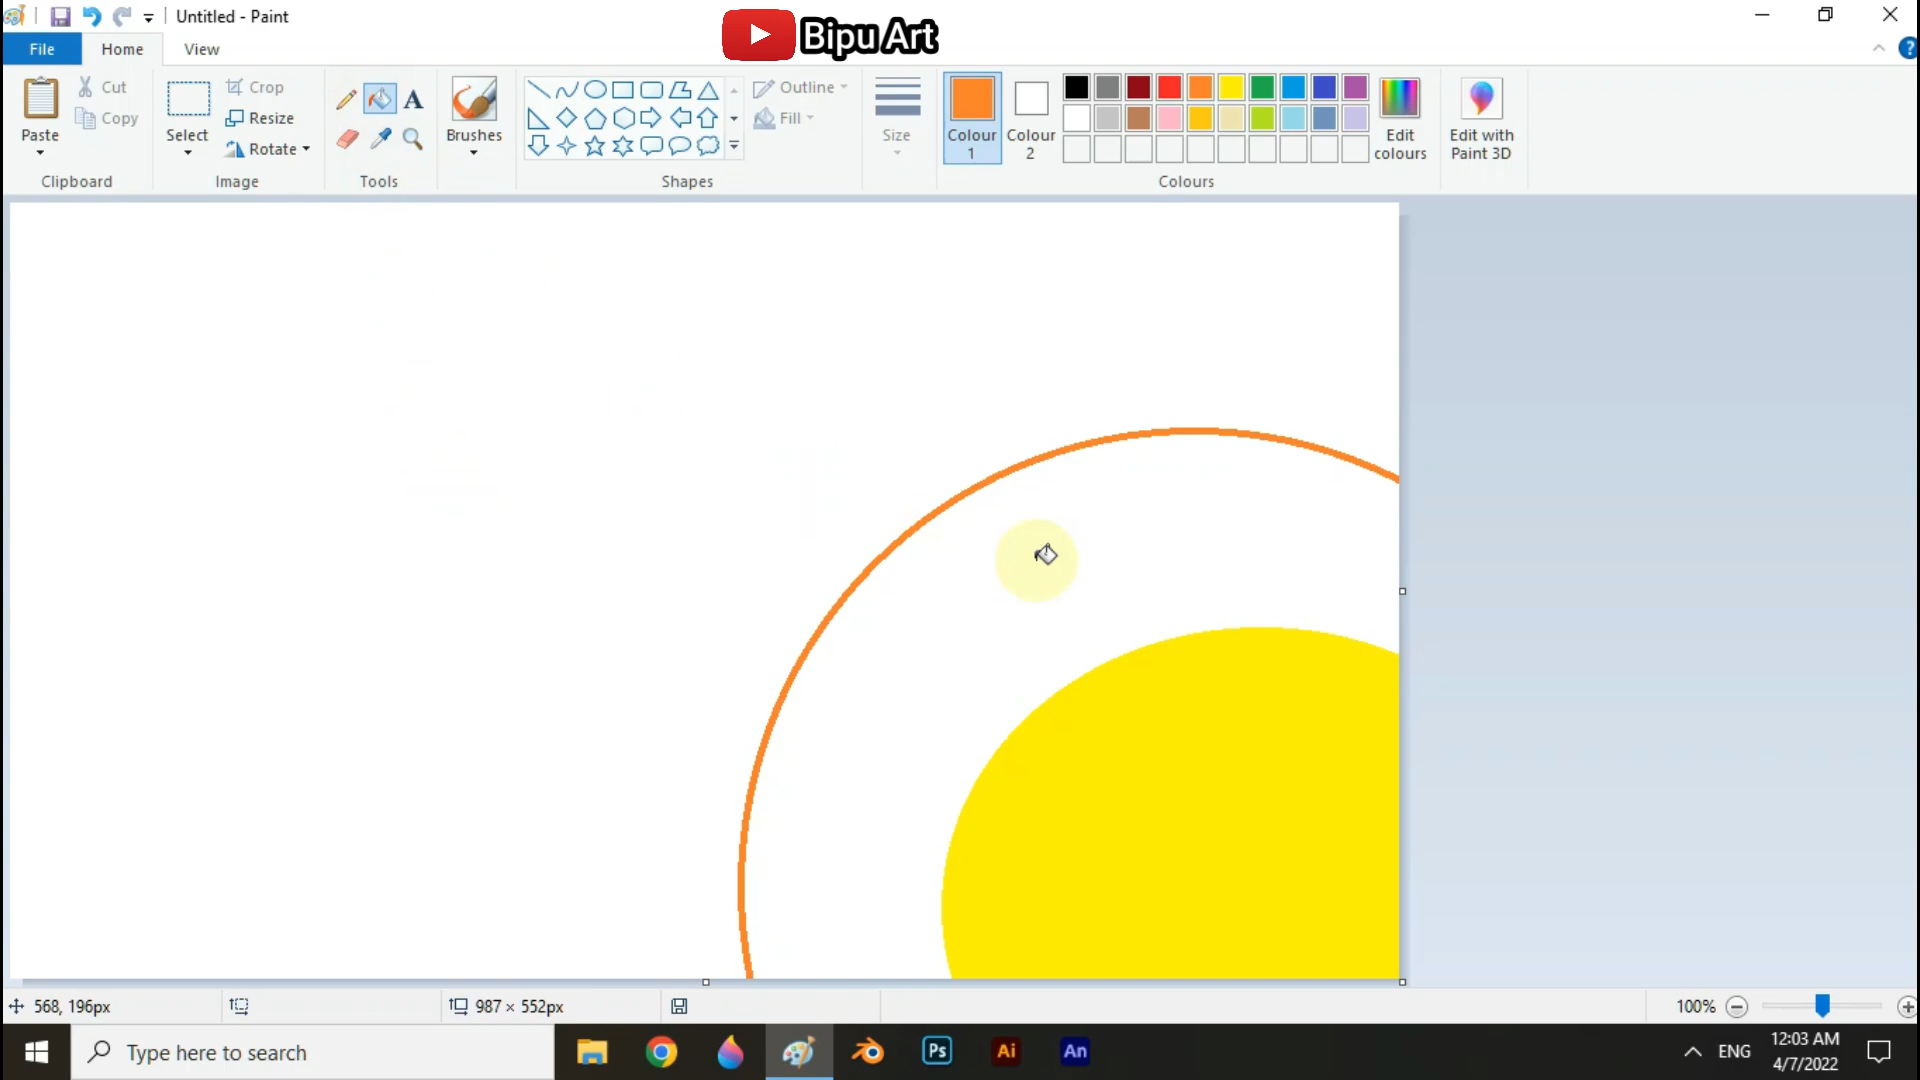 Untitled - Paint
Bipu Art
File Home View
Paste
Cut
Copy
Clipboard
Select
Crop
Resize
Rotate
Image
A
Tools
Brushes
Outline
Fill
Shapes
Size
Colour 1
Colour 2
Edit colours
Colours
Edit with Paint 3D
?
568, 196px
987 × 552px
100%
Type here to search
Ps
Ai
An
ENG
12:03 AM
4/7/2022